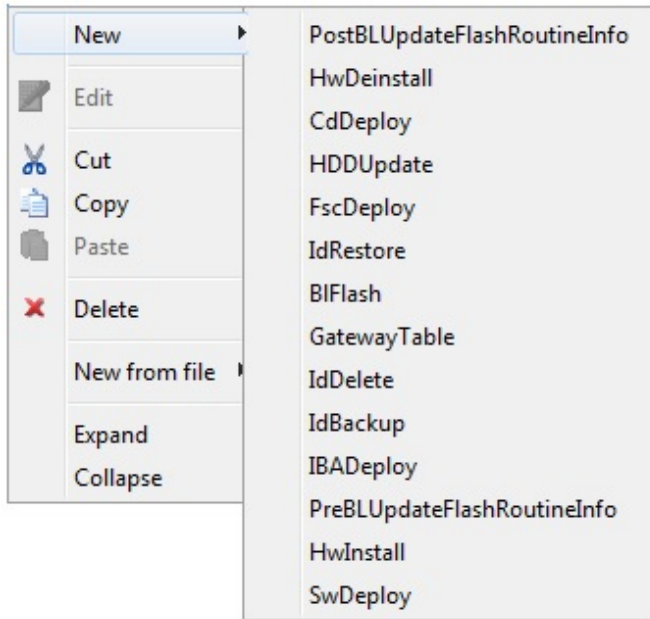 New
Edit
Cut
Copy
Paste
Delete
New from file
Expand
Collapse
PostBLUpdateFlashRoutineInfo
HwDeinstall
CdDeploy
HDDUpdate
FscDeploy
IdRestore
BlFlash
GatewayTable
IdDelete
IdBackup
IBADeploy
PreBLUpdateFlashRoutineInfo
HwInstall
SwDeploy